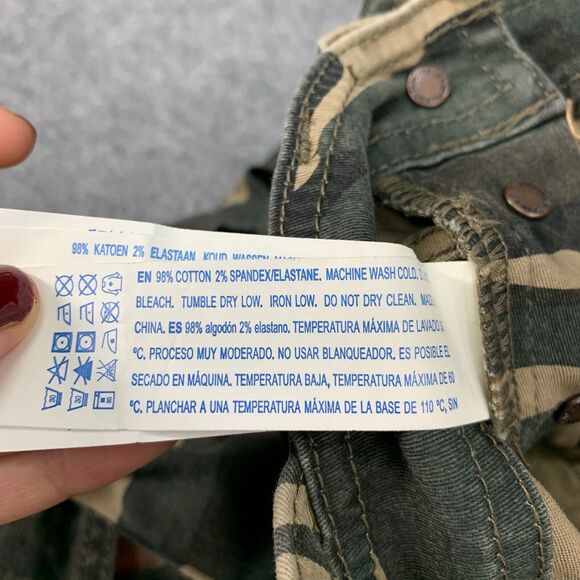 98% KATOEN 2% ELASTAAN. KOUD WASSEN
EN 98% COTTON 2% SPANDEX/ELASTANE. MACHINE WASH COLD.
BLEACH. TUMBLE DRY LOW. IRON LOW. DO NOT DRY CLEAN.
CHINA. ES 98% algodón 2% elastano. TEMPERATURA MÁXIMA DE LAVADO
ºC. PROCESO MUY MODERADO. NO USAR BLANQUEADOR. ES POSIBLE EL
SECADO EN MÁQUINA. TEMPERATURA BAJA, TEMPERATURA MÁXIMA DE 60
ºC. PLANCHAR A UNA TEMPERATURA MÁXIMA DE LA BASE DE 110 ºC, SIN